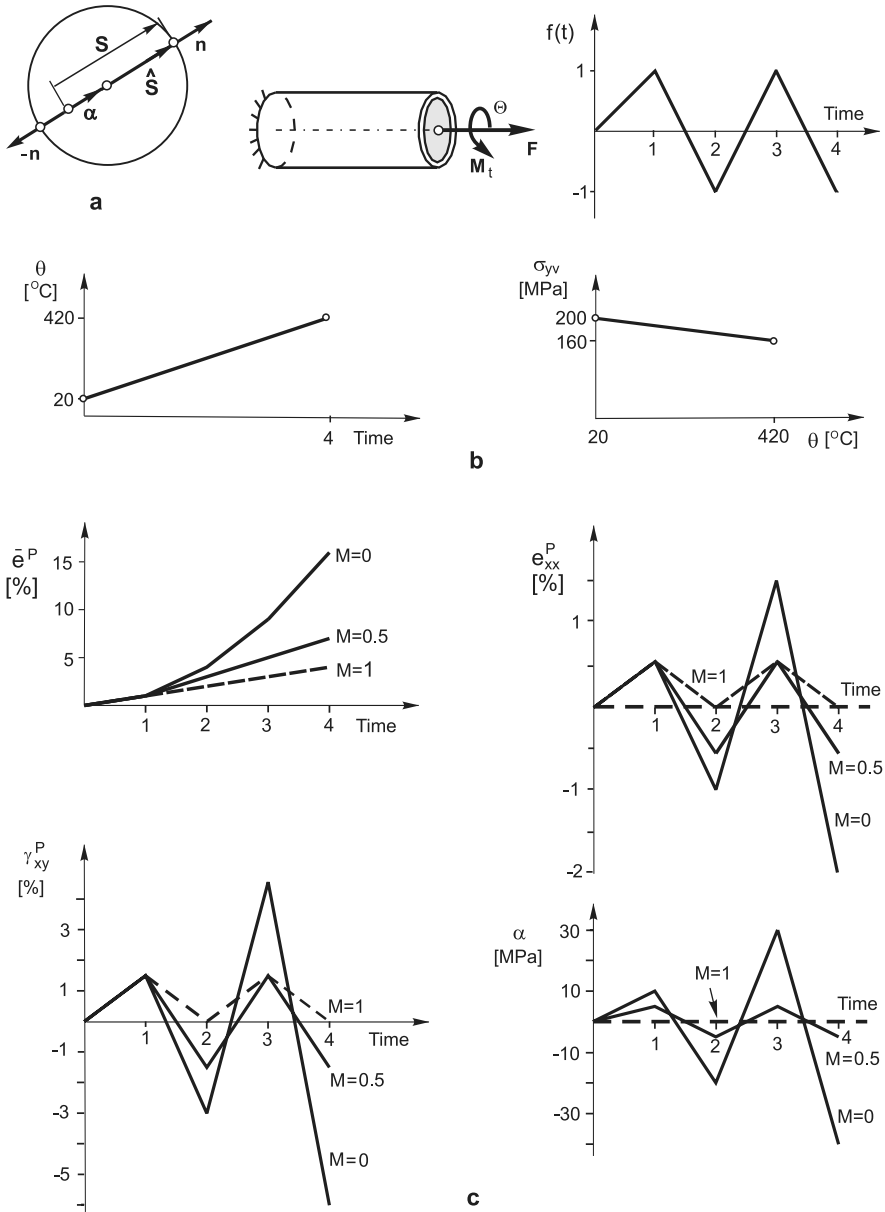 S
n
Ŝ
α
-n
a
Θ
F
M t
f(t)
1
Time
1
2
3
4
-1
θ
[°C]
420
20
4
Time
σyv
[MPa]
200
160
20
420
θ [°C]
b
ē P
[%]
15
10
5
M=0
M=0.5
M=1
1
2
3
4
Time
e P xx
[%]
1
M=1
Time
1
2
3
4
M=0.5
-1
M=0
-2
γ P xy
[%]
3
1
M=1
1
2
3
4
Time
-1
M=0.5
-3
M=0
-5
α
[MPa]
30
M=1
10
Time
1
2
3
4
-10
M=0.5
-30
M=0
c